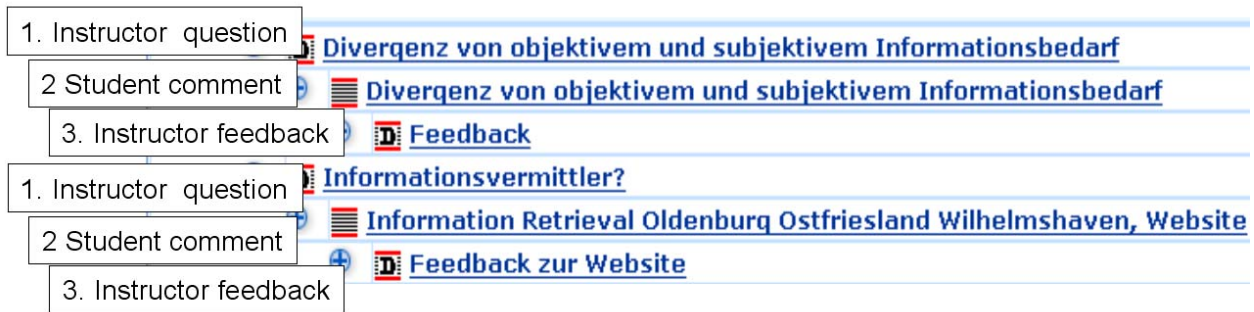 1. Instructor question
D Divergenz von objektivem und subjektivem Informationsbedarf
2 Student comment
Divergenz von objektivem und subjektivem Informationsbedarf
3. Instructor feedback
D Feedback
1. Instructor question
Informationsvermittler?
2 Student comment
Information Retrieval Oldenburg Ostfriesland Wilhelmshaven, Website
3. Instructor feedback
D Feedback zur Website